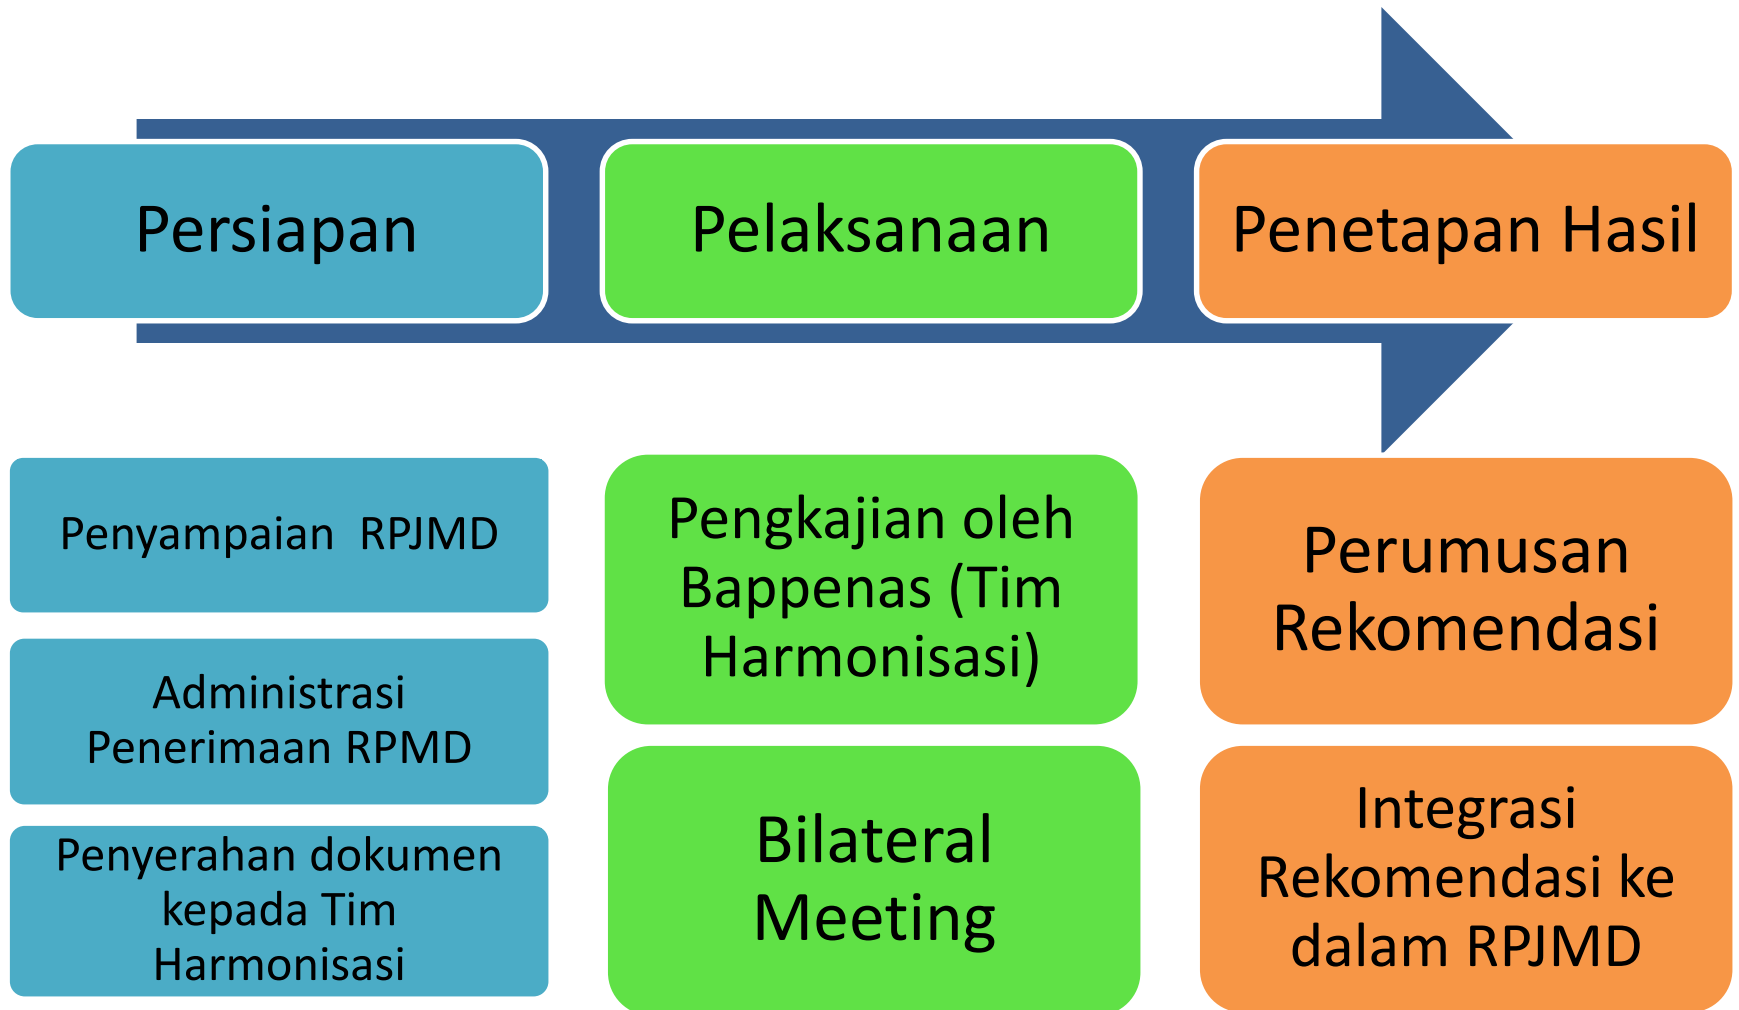 Persiapan
Pelaksanaan
Penetapan Hasil
Penyampaian  RPJMD
Administrasi
Penerimaan RPMD
Penyerahan dokumen
kepada Tim
Harmonisasi
Pengkajian oleh
Bappenas (Tim
Harmonisasi)
Bilateral
Meeting
Perumusan
Rekomendasi
Integrasi
Rekomendasi ke
dalam RPJMD